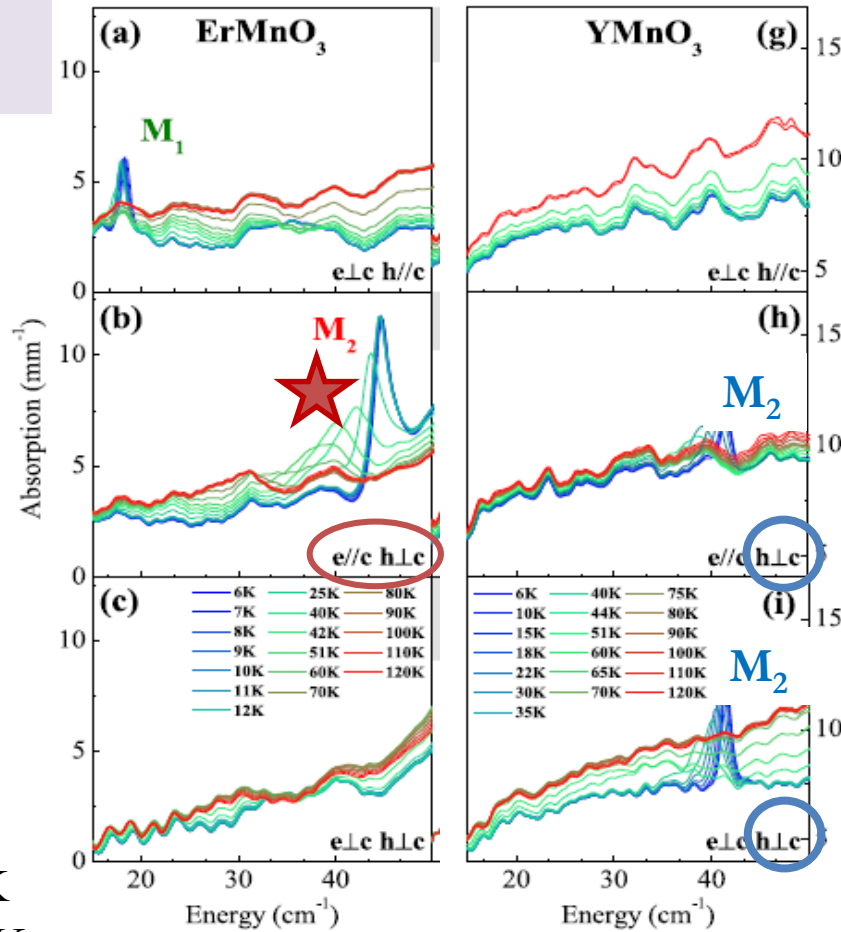 (a) ErMnO₃
YMnO₃ (g)
15
10
5
0
M₁
e⊥c h//c
10
5
e⊥c h//c
(b)
M₂
10
5
0
e//c h⊥c
(h)
15
M₂
10
e//c h⊥c
5
Absorption (mm⁻¹)
(c)
6K 25K 80K
7K 40K 90K
8K 42K 100K
9K 51K 110K
10K 60K 120K
11K 70K
12K
10
5
0
e⊥c h⊥c
6K 40K 75K
10K 44K 80K
15K 51K 90K
18K 60K 100K
22K 65K 110K
30K 70K 120K
35K
(i)
15
M₂
10
e⊥c h⊥c
20 30 40
20 30 40
Energy (cm⁻¹)
Energy (cm⁻¹)
K